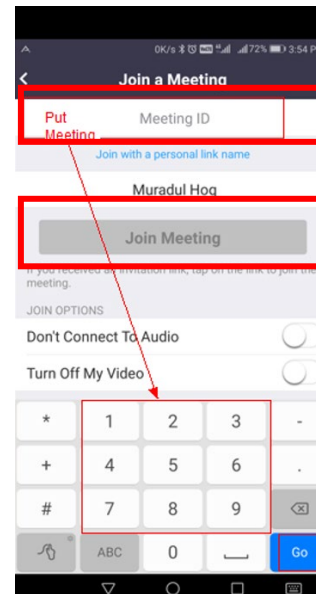 0K/s 72% 3:54 P
Join a Meeting
Put Meeting ID
Meeting
Join with a personal link name
Muradul Hoq
Join Meeting
If you received an invitation link, tap on the link to join the
meeting.
JOIN OPTIONS
Don't Connect To Audio
Turn Off My Video
* 1 2 3 -
+ 4 5 6 .
# 7 8 9
ABC 0 Go